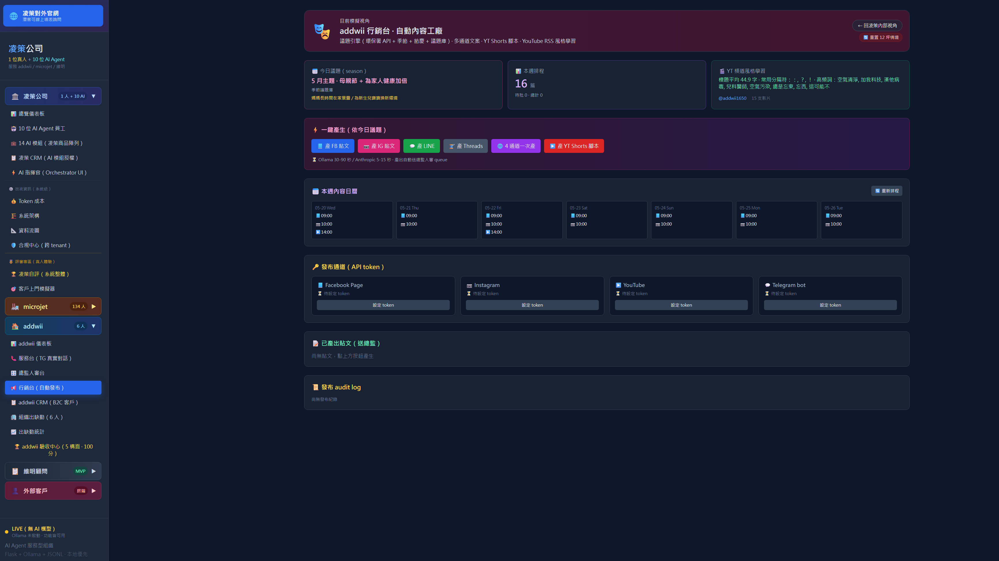 凌策對外官網
潛客可線上填表詢問
凌策公司
1 位真人 + 10 位 AI Agent
服務 addwii / microjet / 維明
凌策公司 1 人 + 10 AI ▼
總覽儀表板
10 位 AI Agent 員工
14 AI 模組（凌策商品陣列）
凌策 CRM（AI 模組授權）
AI 指揮官（Orchestrator UI）
技術資訊（系統級）
Token 成本
系統架構
資料流圖
合規中心（跨 tenant）
評審專區（真人體驗）
凌策自評（系統整體）
客戶上門模擬器
microjet 134 人 ▶
addwii 6 人 ▼
addwii 儀表板
服務台（TG 真實對話）
總監人審台
行銷台（自動發布）
addwii CRM（B2C 客戶）
組織出缺勤（6 人）
出缺勤統計
addwii 驗收中心（5 構面 · 100
分）
維明顧問 MVP ▶
外部客戶 終端 ▶
LIVE（無 AI 模型）
Ollama 未啟動 · 功能皆可用
AI Agent 服務型組織
Flask + Ollama + JSONL · 本地優先
目前模擬視角
addwii 行銷台 · 自動內容工廠
議題引擎（環保署 API + 季節 + 節慶 + 議題庫）· 多通道文案 · YT Shorts 腳本 · YouTube RSS 風格學習
← 回凌策內部視角
重置 12 坪情境
今日議題（season）
5 月主題 · 母親節 + 為家人健康加倍
季節議題庫
媽媽長時間在家暴露 / 為新生兒寶寶換新環境
本週排程
16 篇
待批 0 · 總計 0
YT 頻道風格學習
標題平均 44.9 字 · 常用分隔符：：, ？, ！ · 高頻詞：空氣清淨, 加我科技, 漢他病
毒, 兒科醫師, 空氣污染, 總是忘東, 忘西, 這可能不
@addwii1650 15 支影片
一鍵產生（依今日議題）
產 FB 貼文
產 IG 貼文
產 LINE
產 Threads
4 通道一次產
產 YT Shorts 腳本
Ollama 30-90 秒 / Anthropic 5-15 秒 · 產出自動送總監人審 queue
本週內容日曆
重新排程
05-20 Wed
09:00
10:00
14:00
05-21 Thu
09:00
10:00
05-22 Fri
09:00
10:00
14:00
05-23 Sat
09:00
10:00
05-24 Sun
09:00
10:00
05-25 Mon
09:00
10:00
05-26 Tue
09:00
10:00
發布通道（API token）
Facebook Page
待設定 token
設定 token
Instagram
待設定 token
設定 token
YouTube
待設定 token
設定 token
Telegram bot
待設定 token
設定 token
已產出貼文（送總監）
尚無貼文，點上方按鈕產生
發布 audit log
尚無發布紀錄